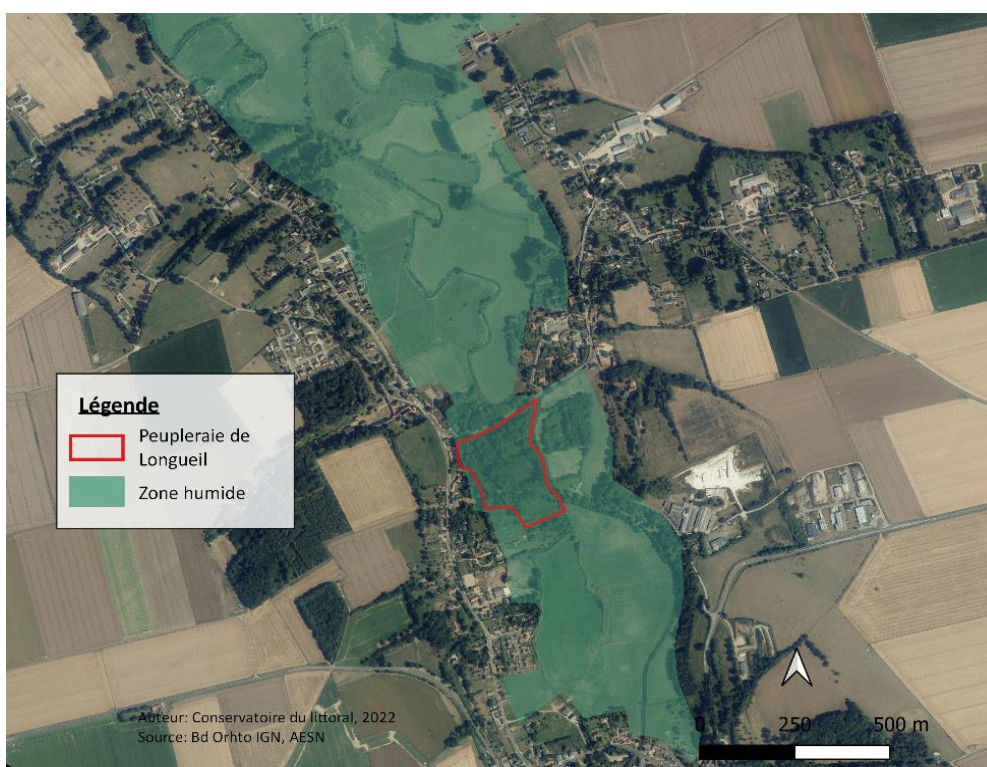 Légende
Peupleraie de
Longueil
Zone humide
Auteur: Conservatoire du littoral, 2022
Source: Bd Orhto IGN, AESN
0 250 500 m